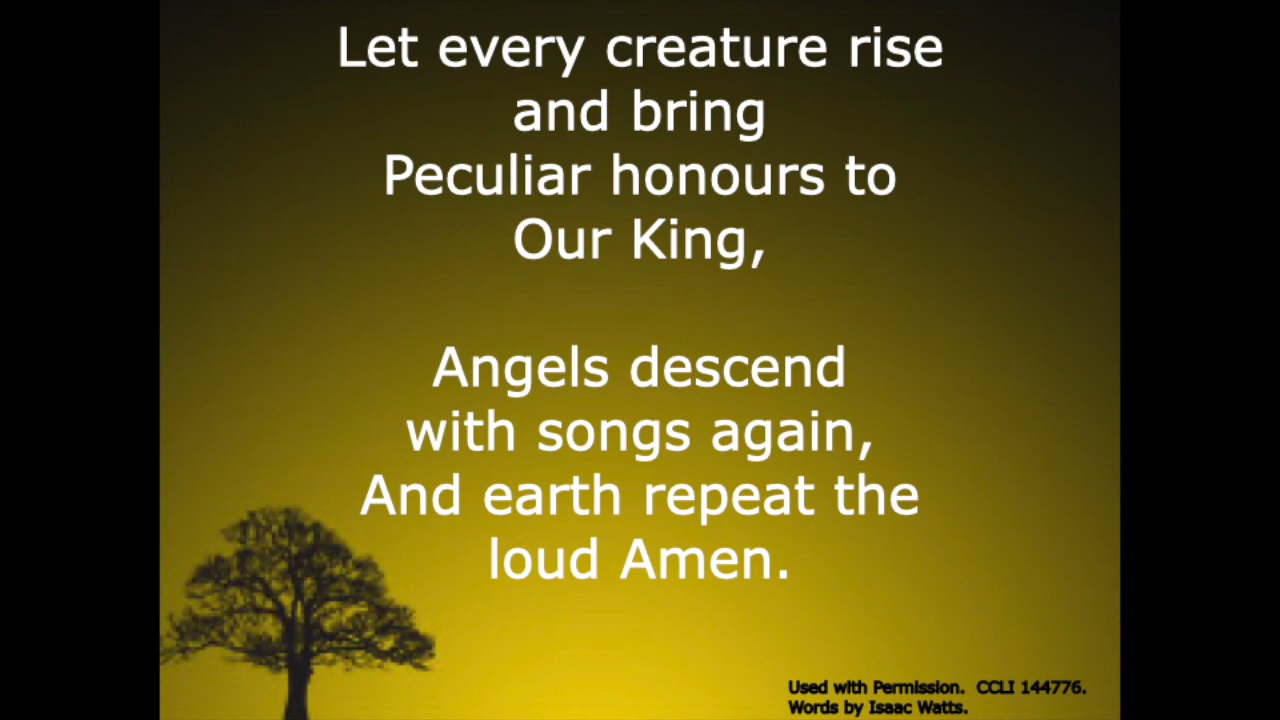 Let every creature rise
and bring
Peculiar honours to
Our King,
Angels descend
with songs again,
And earth repeat the
loud Amen.
Used with Permission. CCLI 144776.
Words by Isaac Watts.